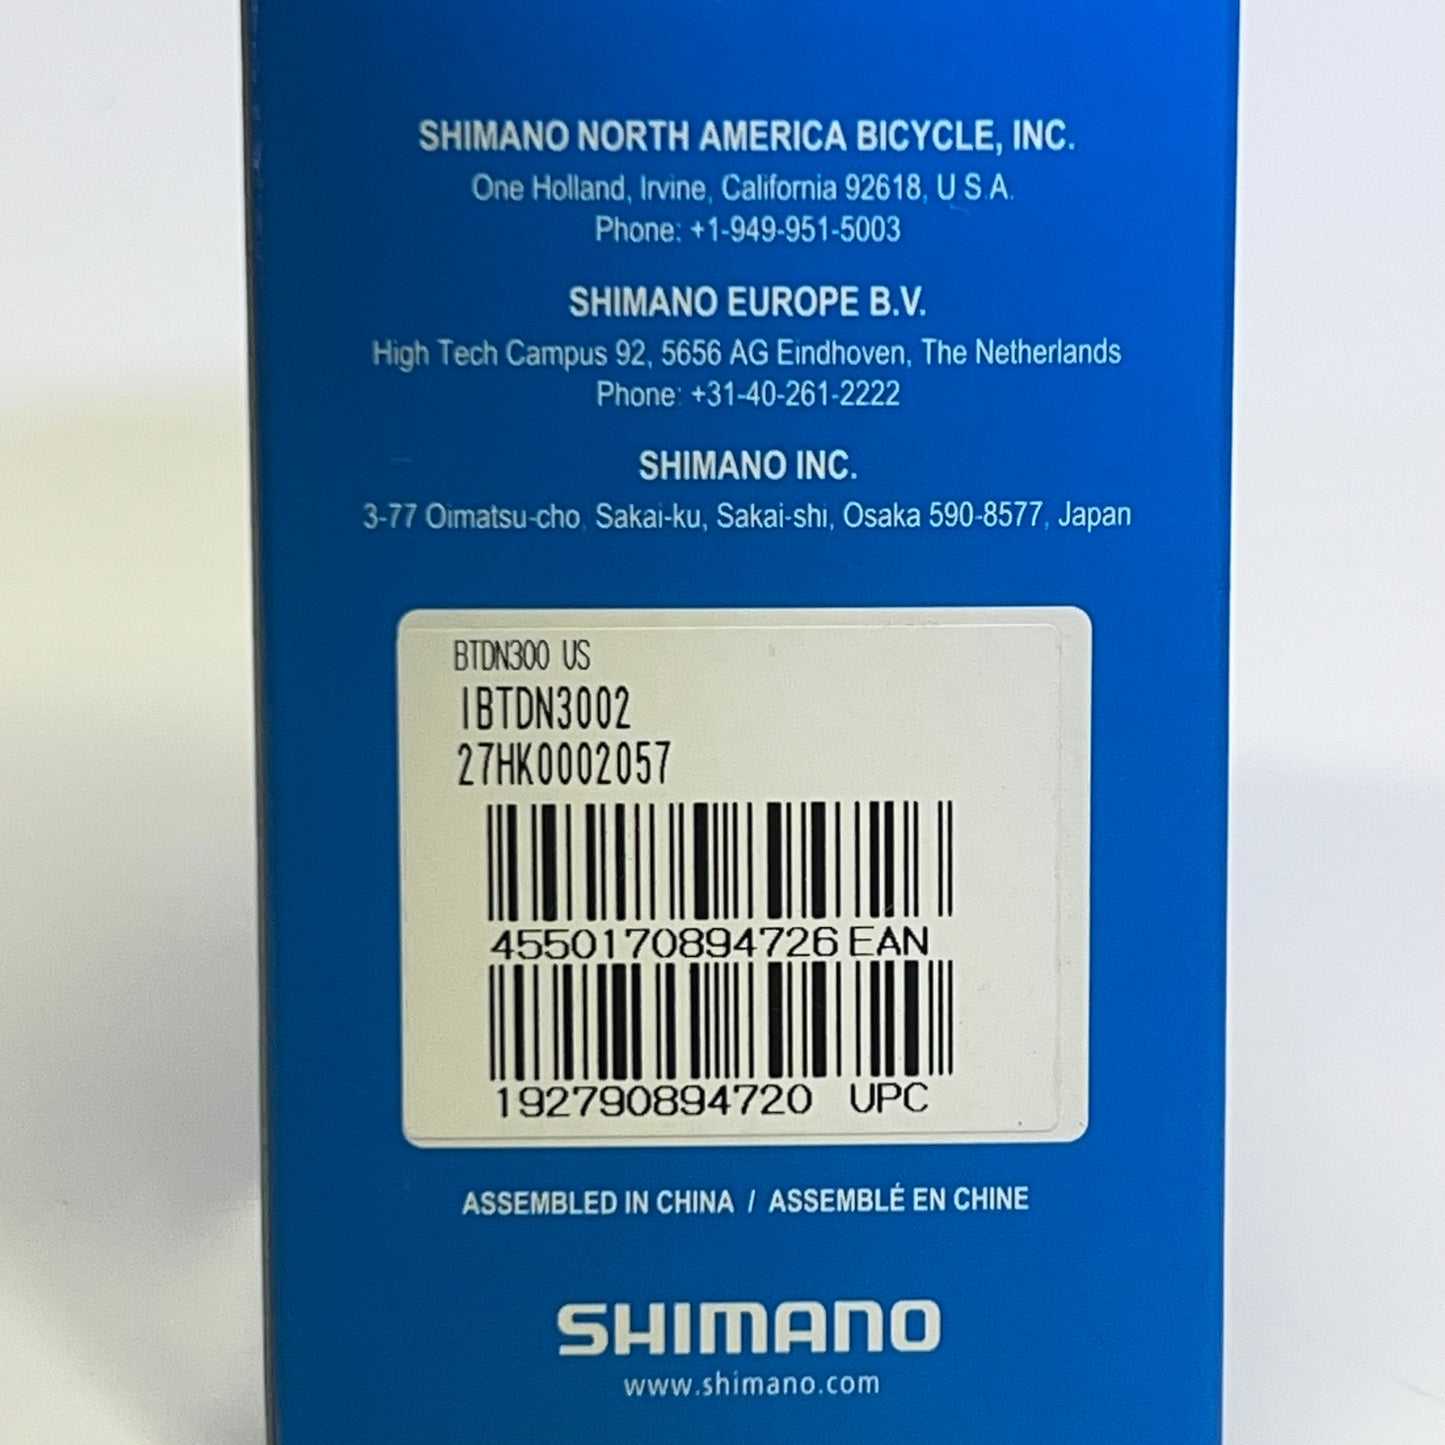 SHIMANO NORTH AMERICA BICYCLE, INC.
One Holland, Irvine, California 92618, U.S.A.
Phone: +1-949-951-5003
SHIMANO EUROPE B.V.
High Tech Campus 92, 5656 AG Eindhoven, The Netherlands
Phone: +31-40-261-2222
SHIMANO INC.
3-77 Oimatsu-cho, Sakai-ku, Sakai-shi, Osaka 590-8577, Japan
BTDN300 US
IBTDN3002
27HK0002057
4550170894726 EAN
192790894720 UPC
ASSEMBLED IN CHINA / ASSEMBLÉ EN CHINE
SHIMANO
www.shimano.com